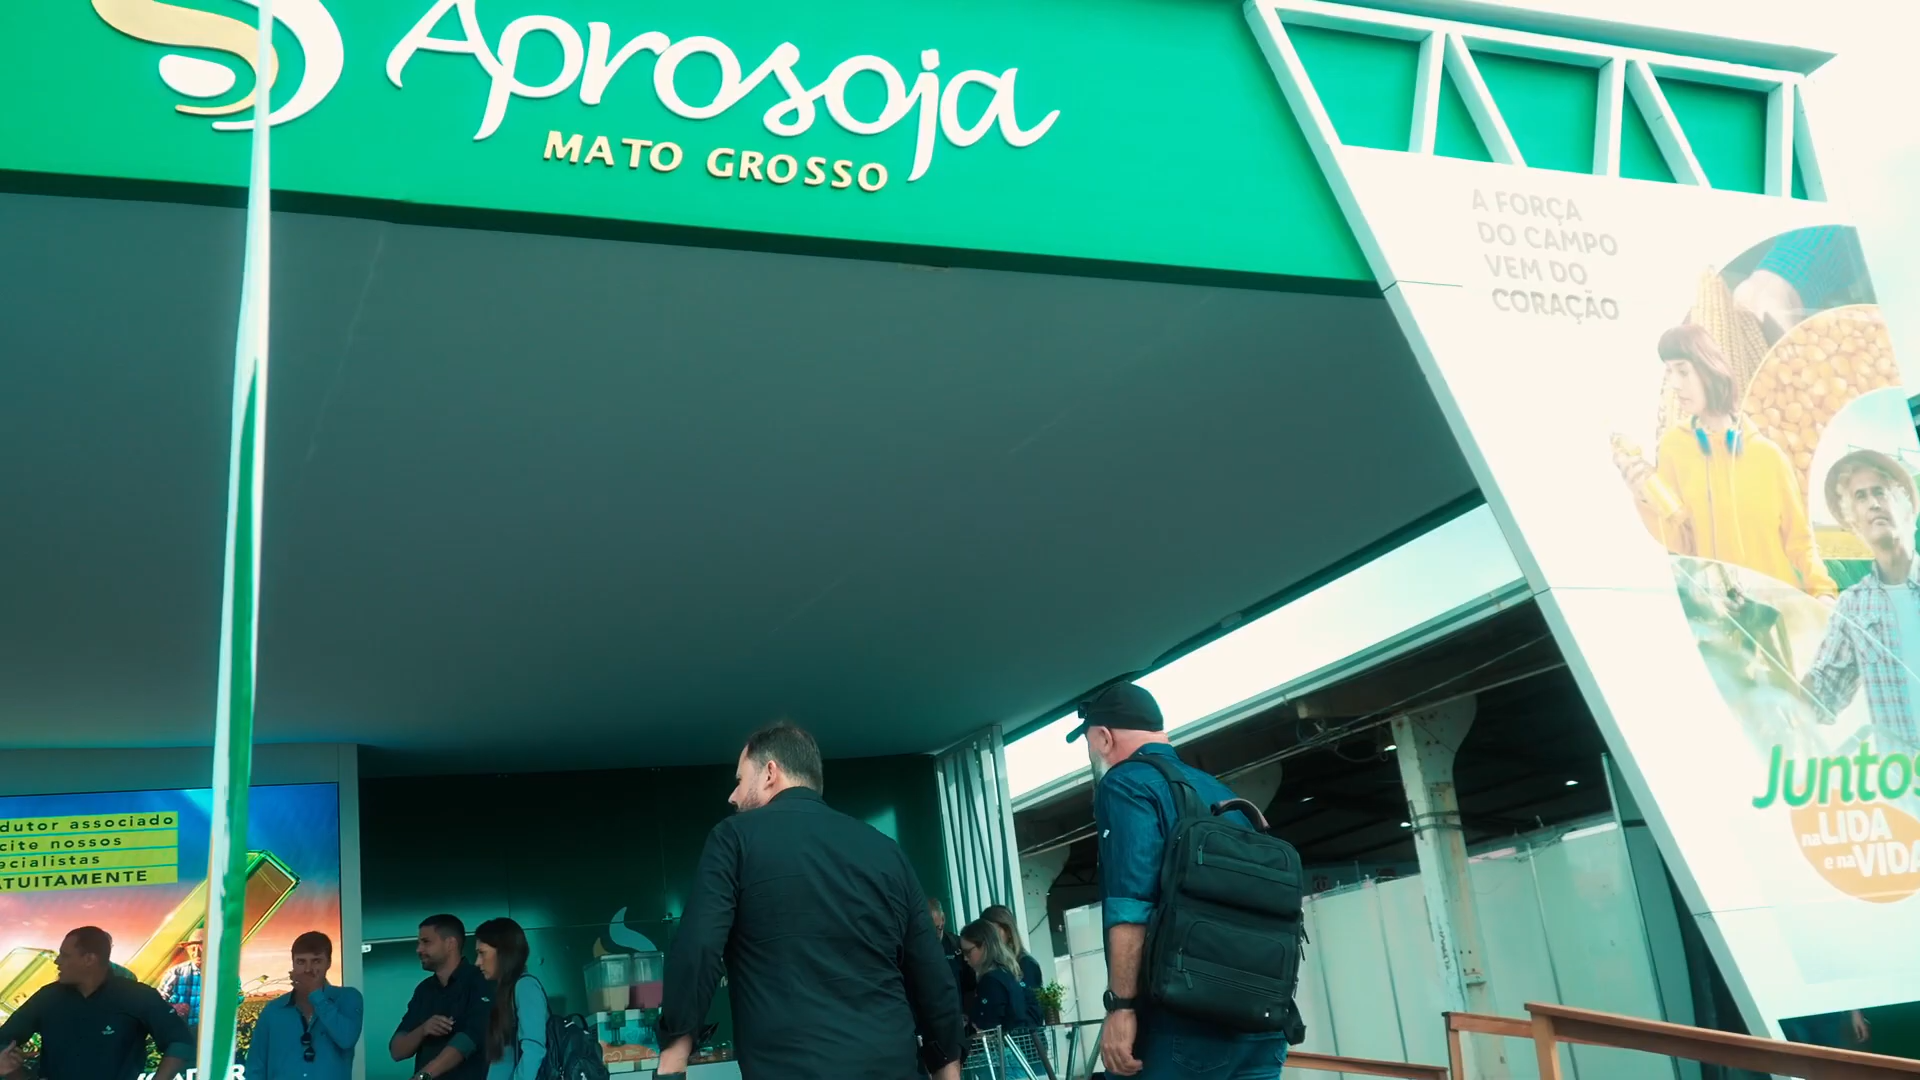 Aprosoja
MATO GROSSO
A FORÇA
DO CAMPO
VEM DO
CORAÇÃO
Juntos
na LIDA
e na VIDA
dutor associado
cite nossos
ecialistas
TUITAMENTE